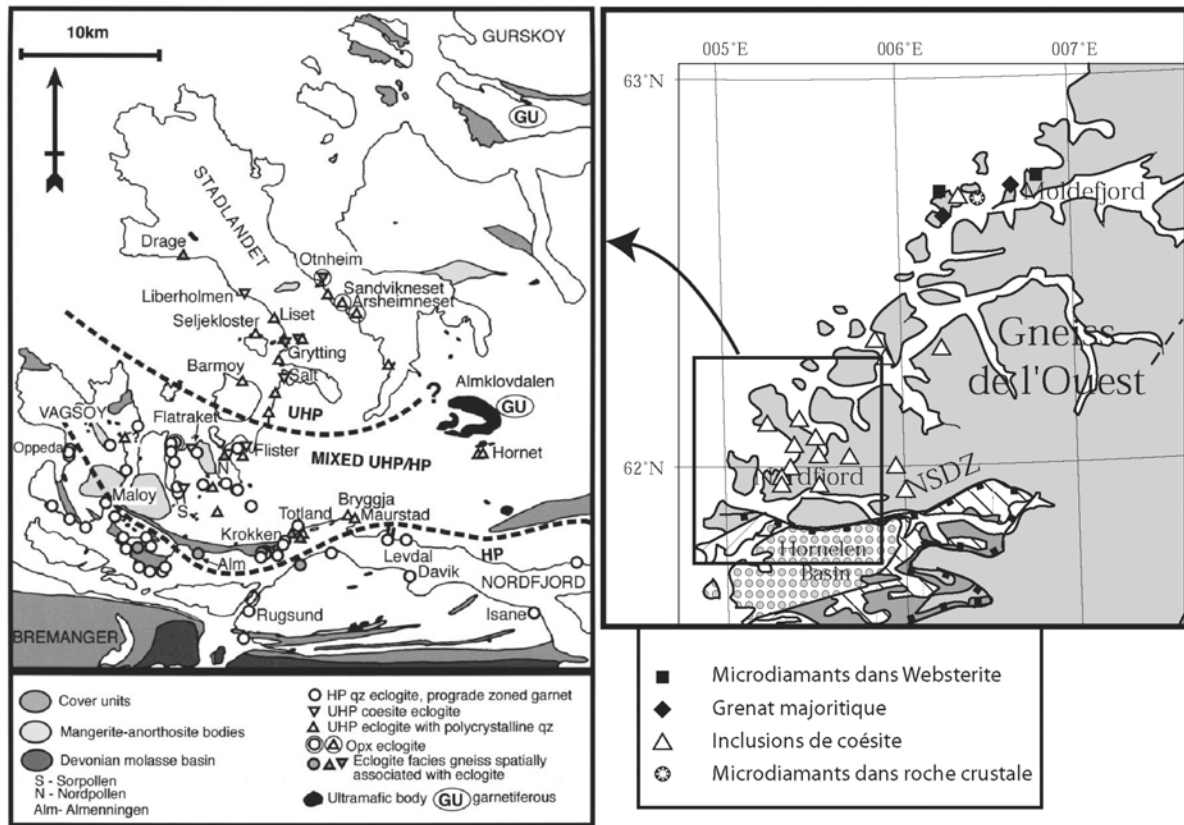 10km
GURSKOY
GU
STADLANDET
Drage
Otnheim
Sandvikneset
Arsheimneset
Liberholmen
Liset
Seljekloster
Grytting
Barmoy
Salt
UHP
?
Almklovdalen
GU
VAGSOY
Flatraket
?
Oppedal
Flister
N
MIXED UHP/HP
Hornet
Maloy
S
Bryggja
Totland
Maurstad
Krokken
HP
Alm
Levdal
Davik
NORDFJORD
Rugsund
Isane
BREMANGER
Cover units
Mangerite-anorthosite bodies
Devonian molasse basin
S - Sorpollen
N - Nordpollen
Alm- Almenningen
HP qz eclogite, prograde zoned garnet
UHP coesite eclogite
UHP eclogite with polycrystalline qz
Opx eclogite
Eclogite facies gneiss spatially
associated with eclogite
Ultramafic body GU garnetiferous
005°E 006°E 007°E
63°N
Moldefjord
Gneiss
de l'Ouest
62°N
Nordfjord
NSDZ
Hornelen
Basin
Microdiamants dans Websterite
Grenat majoritique
Inclusions de coésite
Microdiamants dans roche crustale